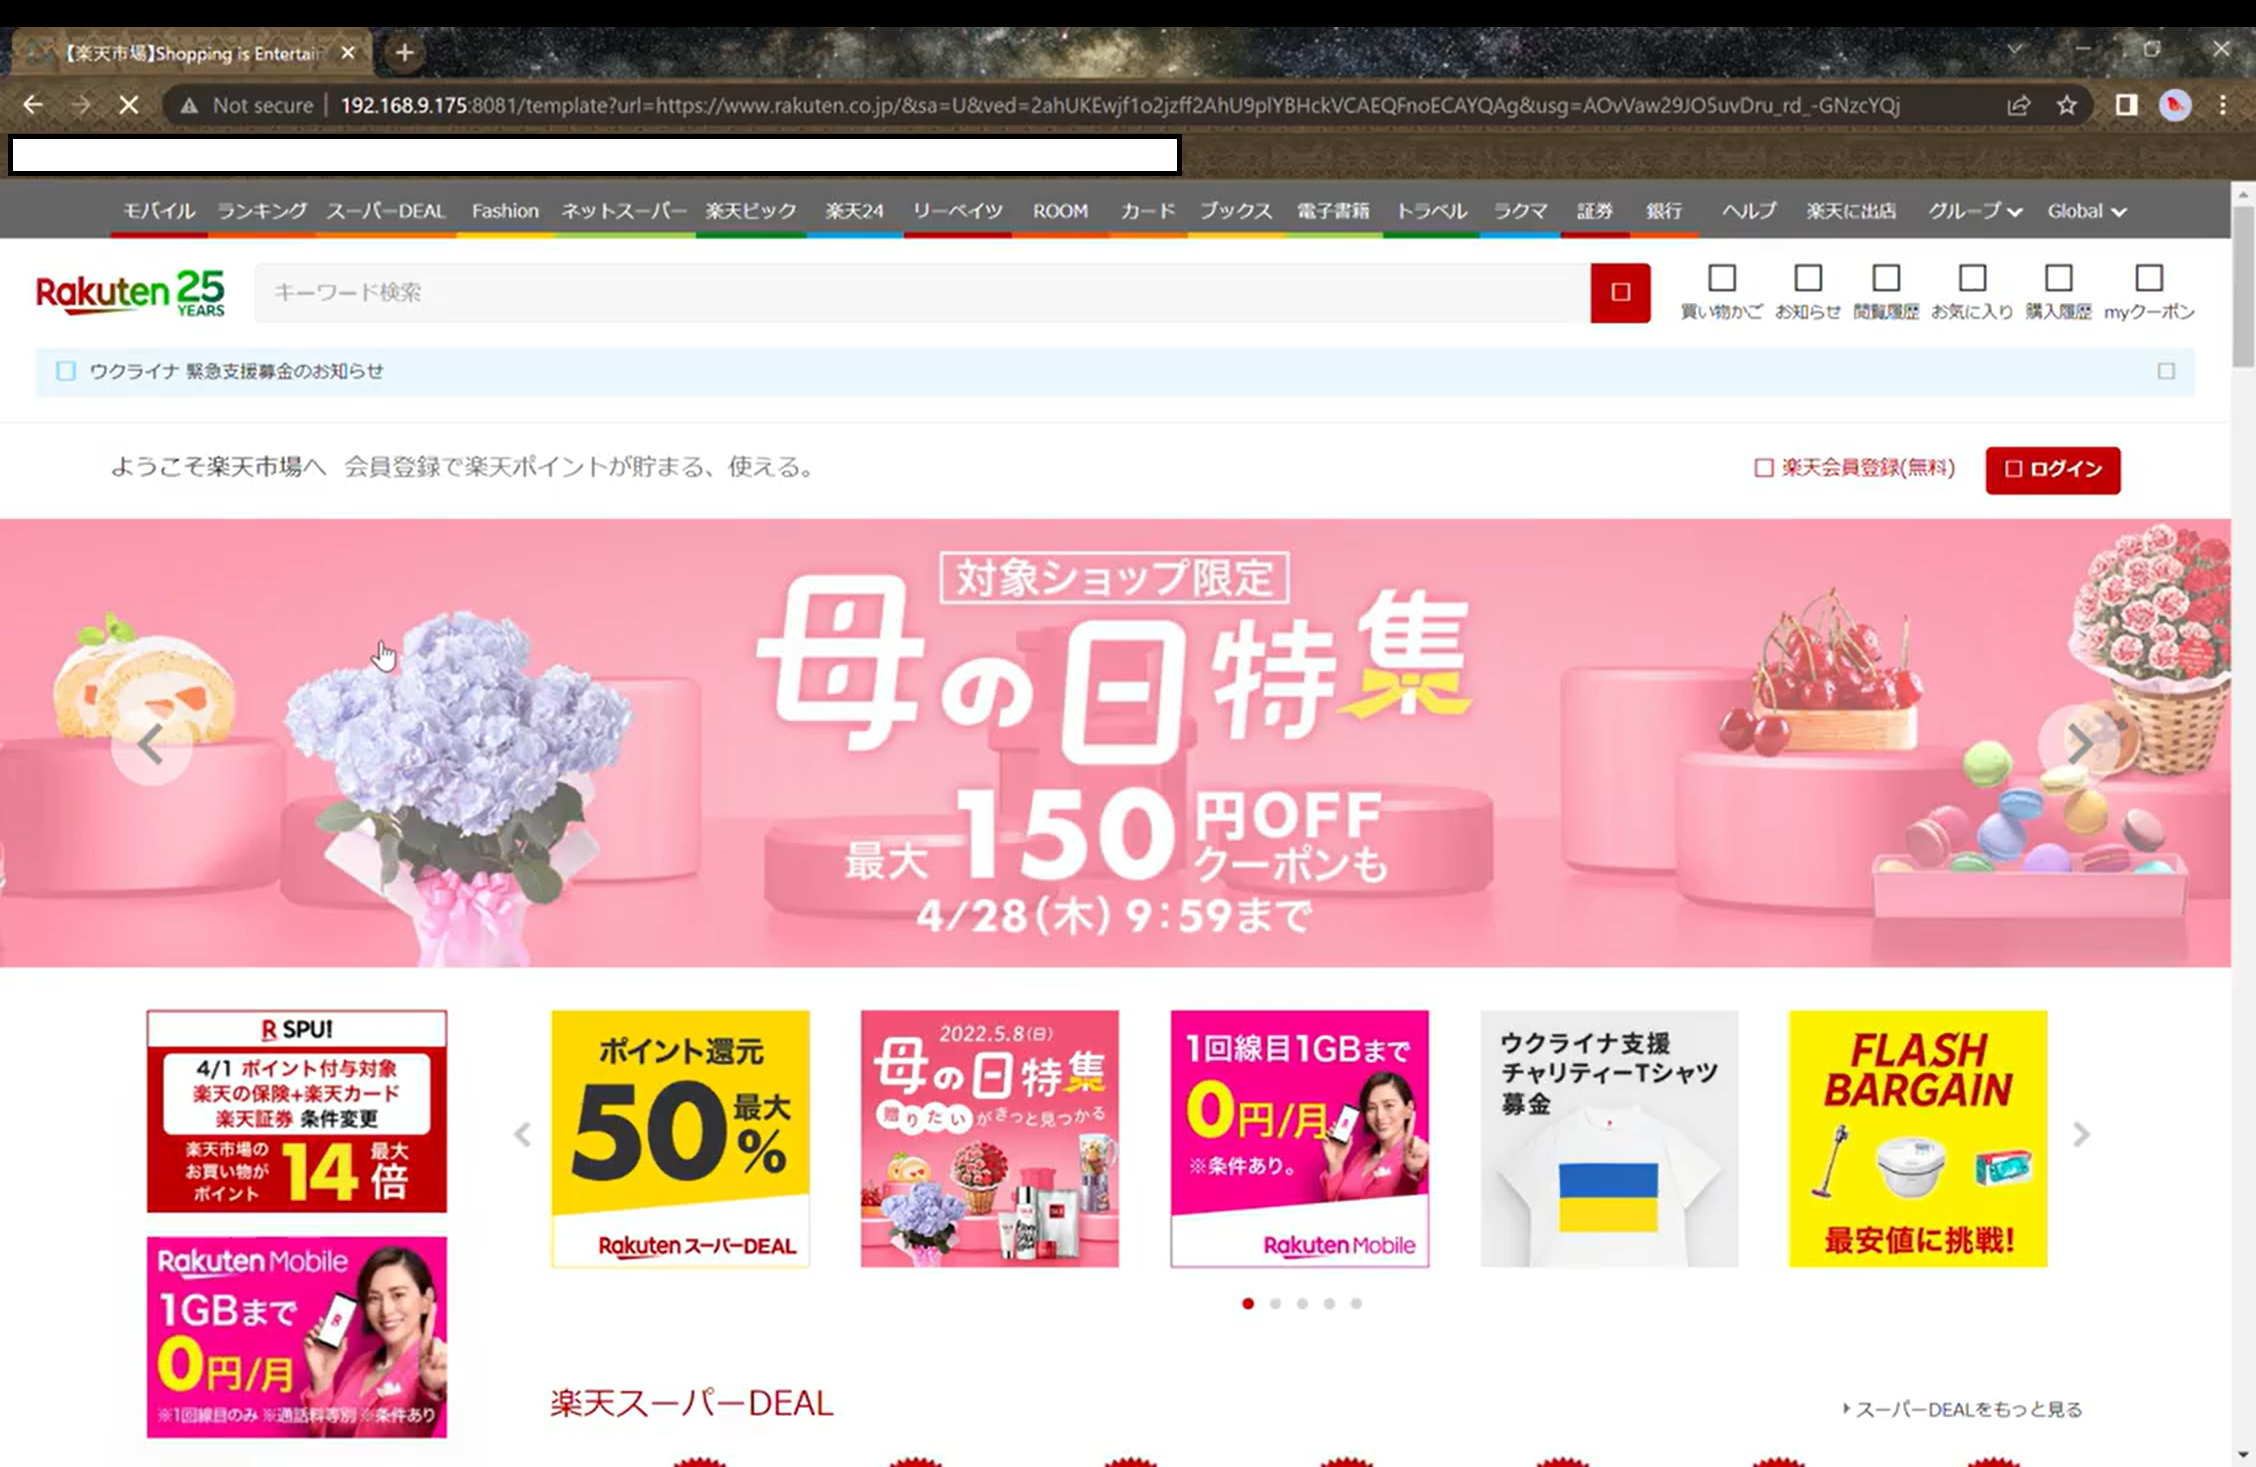 【楽天市場】Shopping is Entertain
Not secure
192.168.9.175:8081/template?url=https://www.rakuten.co.jp/&sa=U&ved=2ahUKEwjf1o2jzff2AhU9plYBHckVCAEQFnoECAYQAg&usg=AOvVaw29JO5uvDru_rd_-GNzcYQj
モバイル ランキング スーパーDEAL Fashion ネットスーパー 楽天ビック 楽天24 リーベイツ ROOM カード ブックス 電子書籍 トラベル ラクマ 証券 銀行 ヘルプ 楽天に出店 グループ Global
Rakuten 25 YEARS
キーワード検索
買い物かご お知らせ 閲覧履歴 お気に入り 購入履歴 myクーポン
ウクライナ 緊急支援募金のお知らせ
ようこそ楽天市場へ 会員登録で楽天ポイントが貯まる、使える。
楽天会員登録(無料)
ログイン
対象ショップ限定
母の日特集
最大150円OFF
クーポンも
4/28(木)9:59まで
R SPU!
4/1 ポイント付与対象
楽天の保険+楽天カード
楽天証券 条件変更
楽天市場の
お買い物が
ポイント
14
最大
倍
ポイント還元
50
最大
%
Rakuten スーパーDEAL
2022.5.8(日)
母の日特集
贈りたいがきっと見つかる
1回線目1GBまで
0円/月
※条件あり。
Rakuten Mobile
ウクライナ支援
チャリティーTシャツ
募金
FLASH
BARGAIN
最安値に挑戦!
Rakuten Mobile
1GBまで
0円/月
※1回線目のみ ※通話料等別 ※条件あり
楽天スーパーDEAL
スーパーDEALをもっと見る